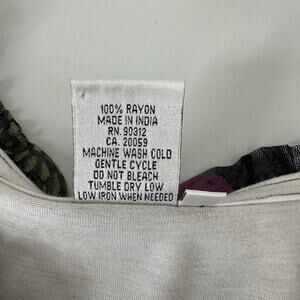 100% RAYON
MADE IN INDIA
RN. 90312
CA. 20059
MACHINE WASH COLD
GENTLE CYCLE
DO NOT BLEACH
TUMBLE DRY LOW
LOW IRON WHEN NEEDED